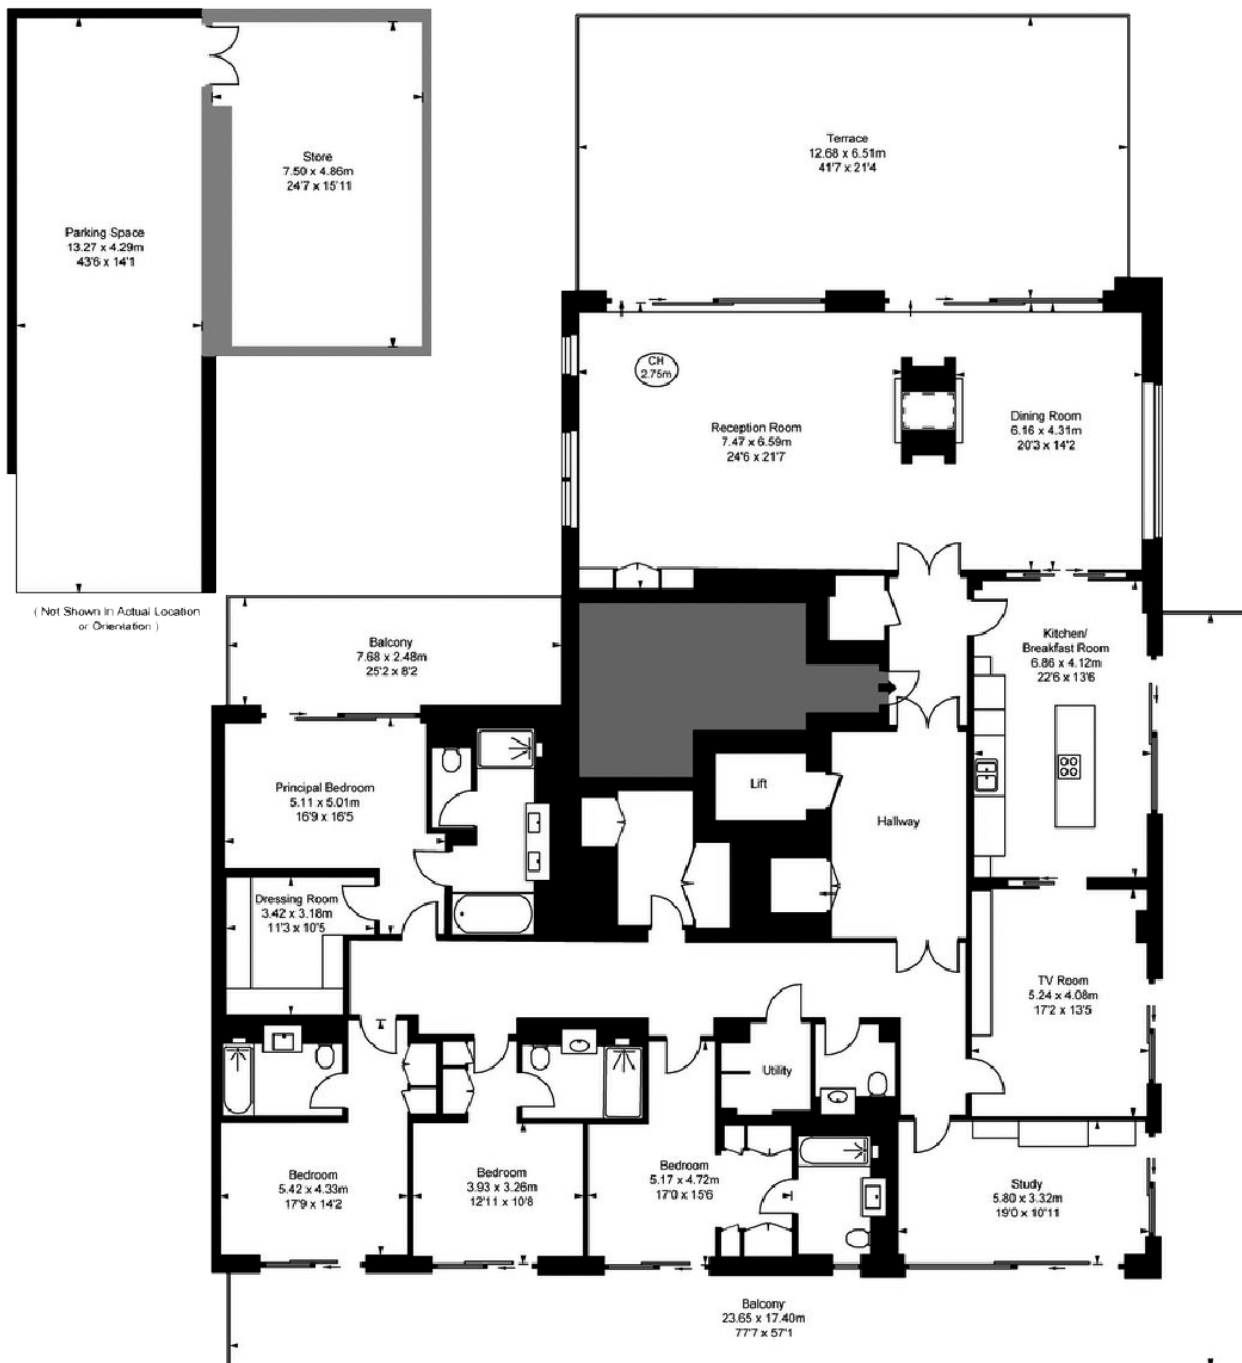 Store
7.50 x 4.86m
24'7 x 15'11
Parking Space
13.27 x 4.29m
43'6 x 14'1
( Not Shown In Actual Location
or Orientation )
Terrace
12.68 x 6.51m
41'7 x 21'4
CH
2.75m
Reception Room
7.47 x 6.59m
24'6 x 21'7
Dining Room
6.16 x 4.31m
20'3 x 14'2
Balcony
7.68 x 2.48m
25'2 x 8'2
Kitchen/
Breakfast Room
6.86 x 4.12m
22'6 x 13'6
Principal Bedroom
5.11 x 5.01m
16'9 x 16'5
Lift
Hallway
Dressing Room
3.42 x 3.18m
11'3 x 10'5
TV Room
5.24 x 4.08m
17'2 x 13'5
Utility
Bedroom
5.42 x 4.33m
17'9 x 14'2
Bedroom
3.93 x 3.26m
12'11 x 10'8
Bedroom
5.17 x 4.72m
17'0 x 15'6
Study
5.80 x 3.32m
19'0 x 10'11
Balcony
23.65 x 17.40m
77'7 x 57'1